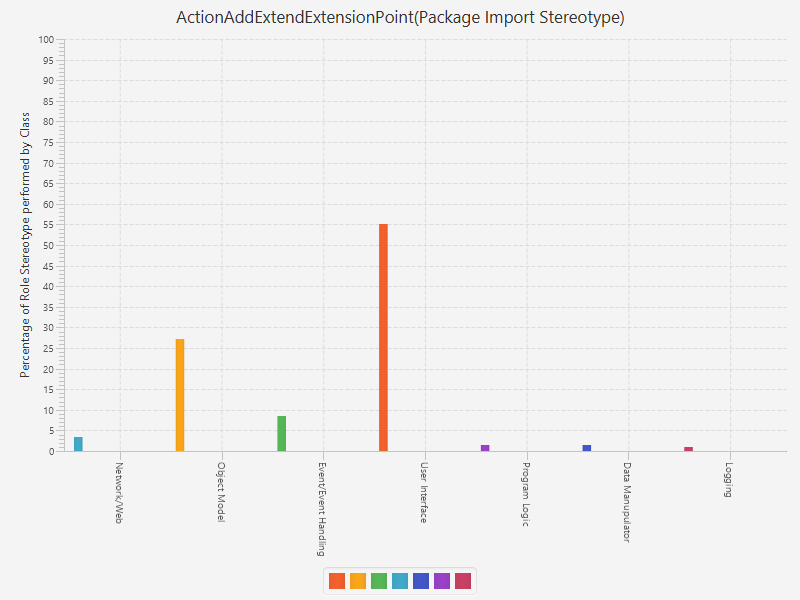 ActionAddExtendExtensionPoint(Package Import Stereotype)
Percentage of Role Stereotype performed by Class
100
95
90
85
80
75
70
65
60
55
50
45
40
35
30
25
20
15
10
5
0
Network/Web
Object Model
Event/Event Handling
User Interface
Program Logic
Data Manupulator
Logging